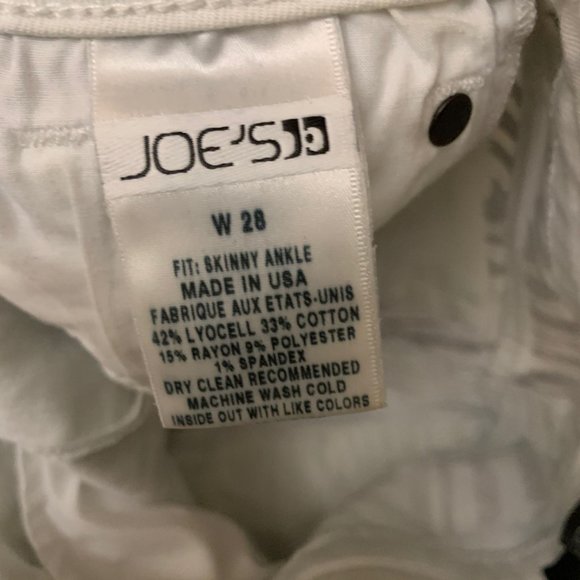 JOE'S
W 28
FIT: SKINNY ANKLE
MADE IN USA
FABRIQUE AUX ETATS-UNIS
42% LYOCELL 33% COTTON
15% RAYON 9% POLYESTER
1% SPANDEX
DRY CLEAN RECOMMENDED
MACHINE WASH COLD
INSIDE OUT WITH LIKE COLORS